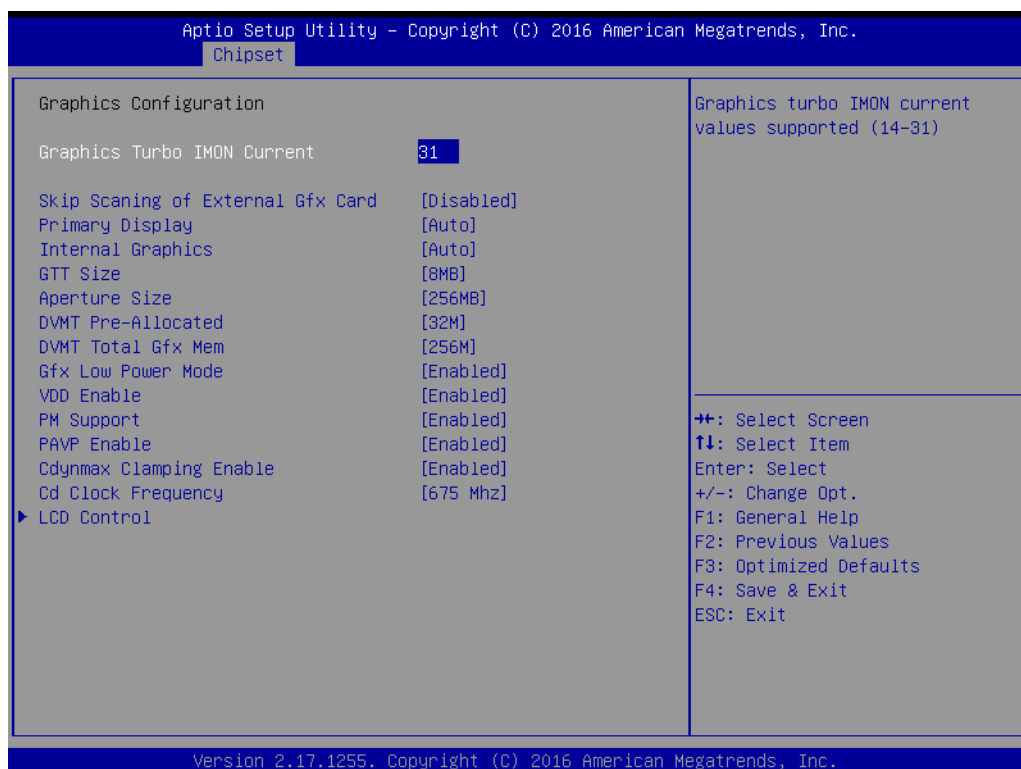 Aptio Setup Utility – Copyright (C) 2016 American Megatrends, Inc.
Chipset
Graphics Configuration
Graphics Turbo IMON Current 31
Skip Scaning of External Gfx Card [Disabled]
Primary Display [Auto]
Internal Graphics [Auto]
GTT Size [8MB]
Aperture Size [256MB]
DVMT Pre-Allocated [32M]
DVMT Total Gfx Mem [256M]
Gfx Low Power Mode [Enabled]
VDD Enable [Enabled]
PM Support [Enabled]
PAVP Enable [Enabled]
Cdynmax Clamping Enable [Enabled]
Cd Clock Frequency [675 Mhz]
LCD Control
Graphics turbo IMON current
values supported (14-31)
→←: Select Screen
↑↓: Select Item
Enter: Select
+/-: Change Opt.
F1: General Help
F2: Previous Values
F3: Optimized Defaults
F4: Save & Exit
ESC: Exit
Version 2.17.1255. Copyright (C) 2016 American Megatrends, Inc.